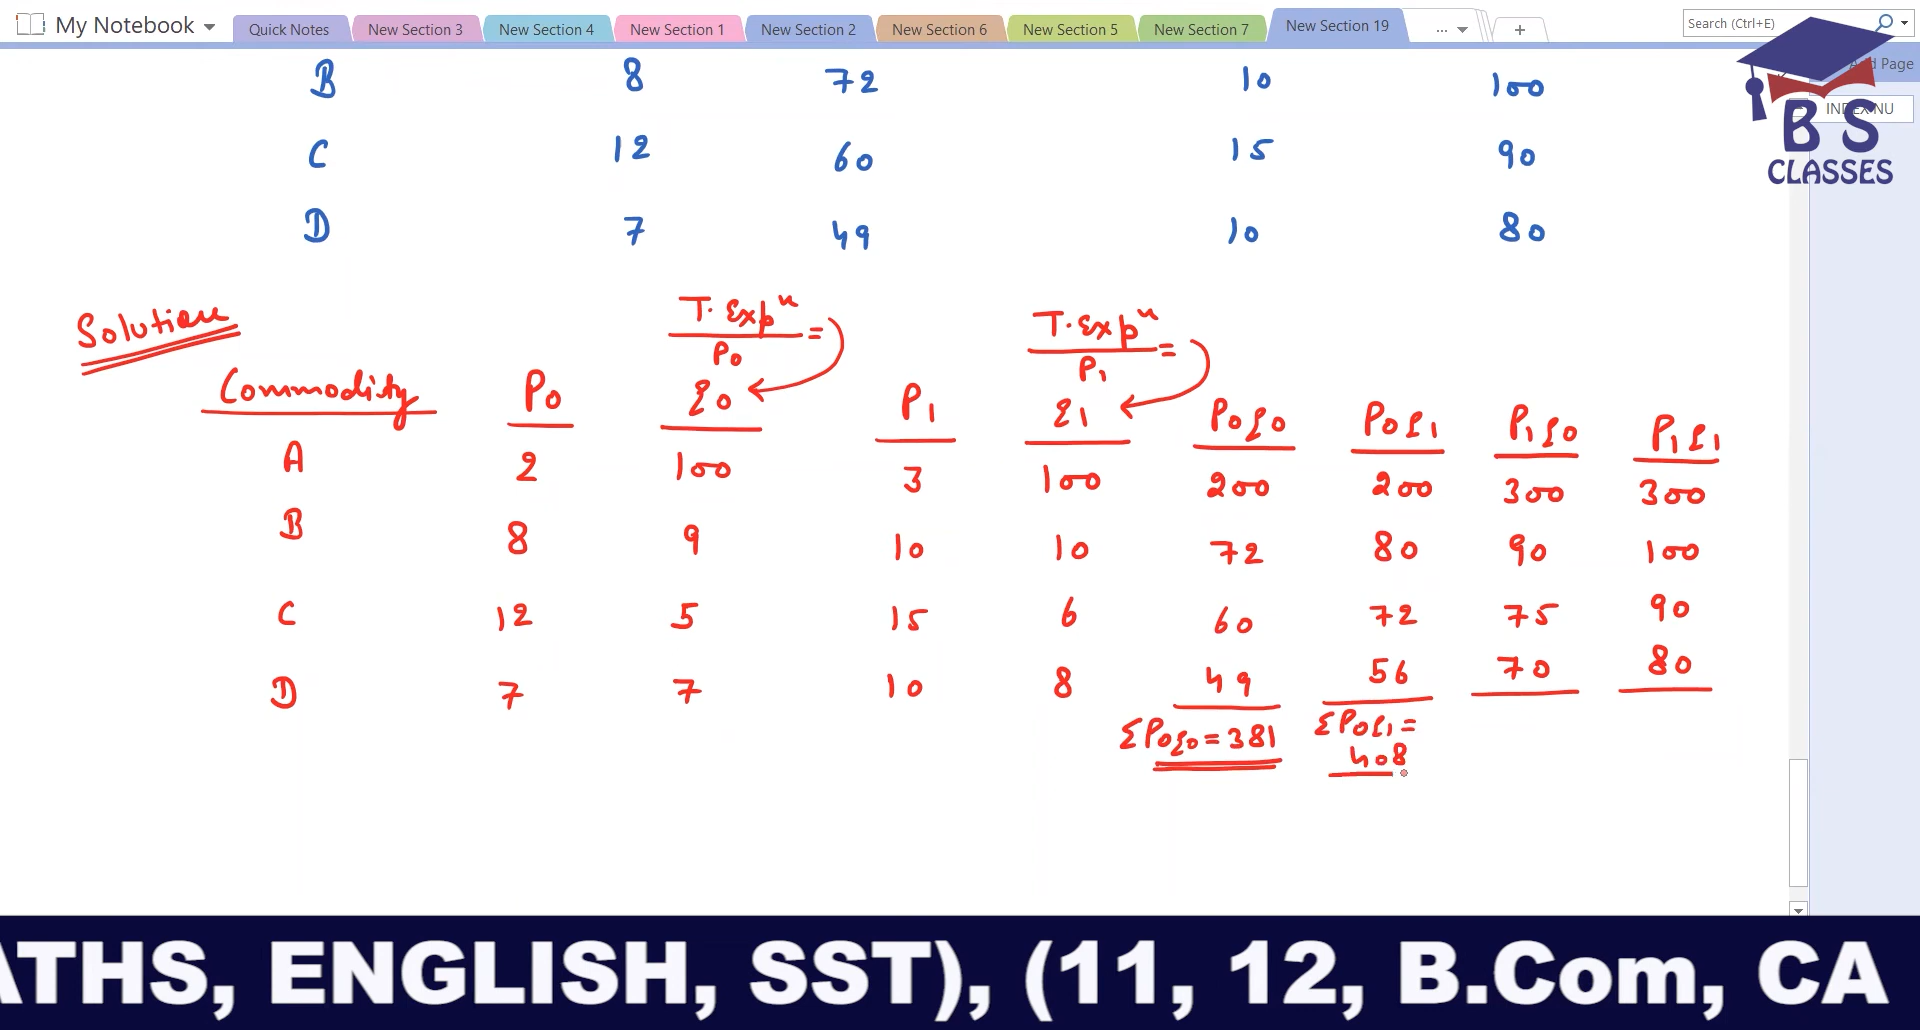 My Notebook
Quick Notes New Section 3 New Section 4 New Section 1 New Section 2 New Section 6 New Section 5 New Section 7 New Section 19 ... +
Search (Ctrl+E)
d Page
INDEX NU
B S
CLASSES
B 8 72 10 100
C 12 60 15 90
D 7 49 10 80
Solution
T. Expⁿ / P₀ =
T. Expⁿ / P₁ =
Commodity P₀ q₀ P₁ q₁ P₀q₀ P₀q₁ P₁q₀ P₁q₁
A 2 100 3 100 200 200 300 300
B 8 9 10 10 72 80 90 100
C 12 5 15 6 60 72 75 90
D 7 7 10 8 49 56 70 80
ΣP₀q₀ = 381 ΣP₀q₁ =
408
ATHS, ENGLISH, SST), (11, 12, B.Com, CA